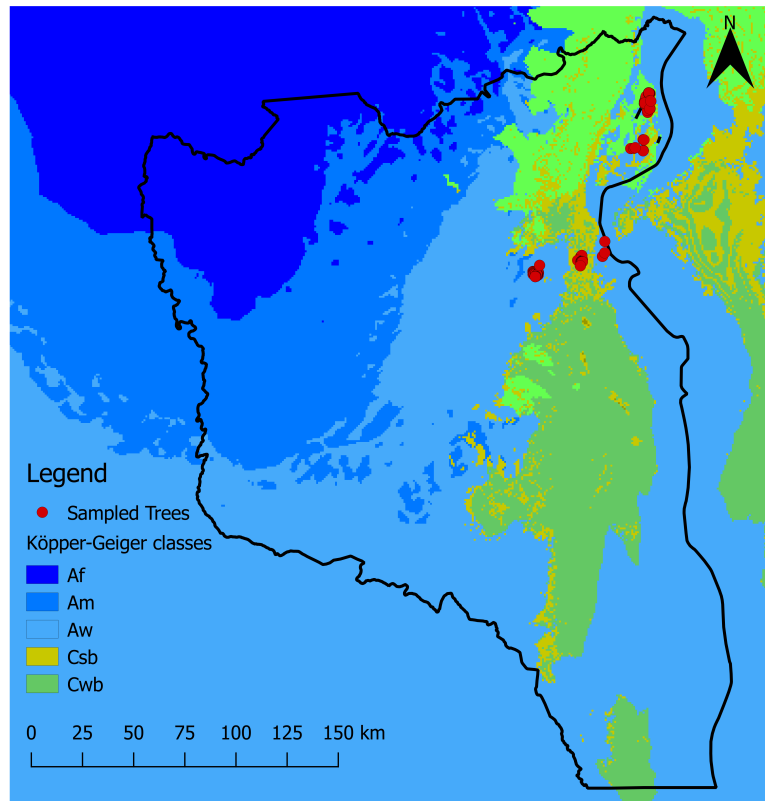 N
Legend
Sampled Trees
Köpper-Geiger classes
Af
Am
Aw
Csb
Cwb
0 25 50 75 100 125 150 km